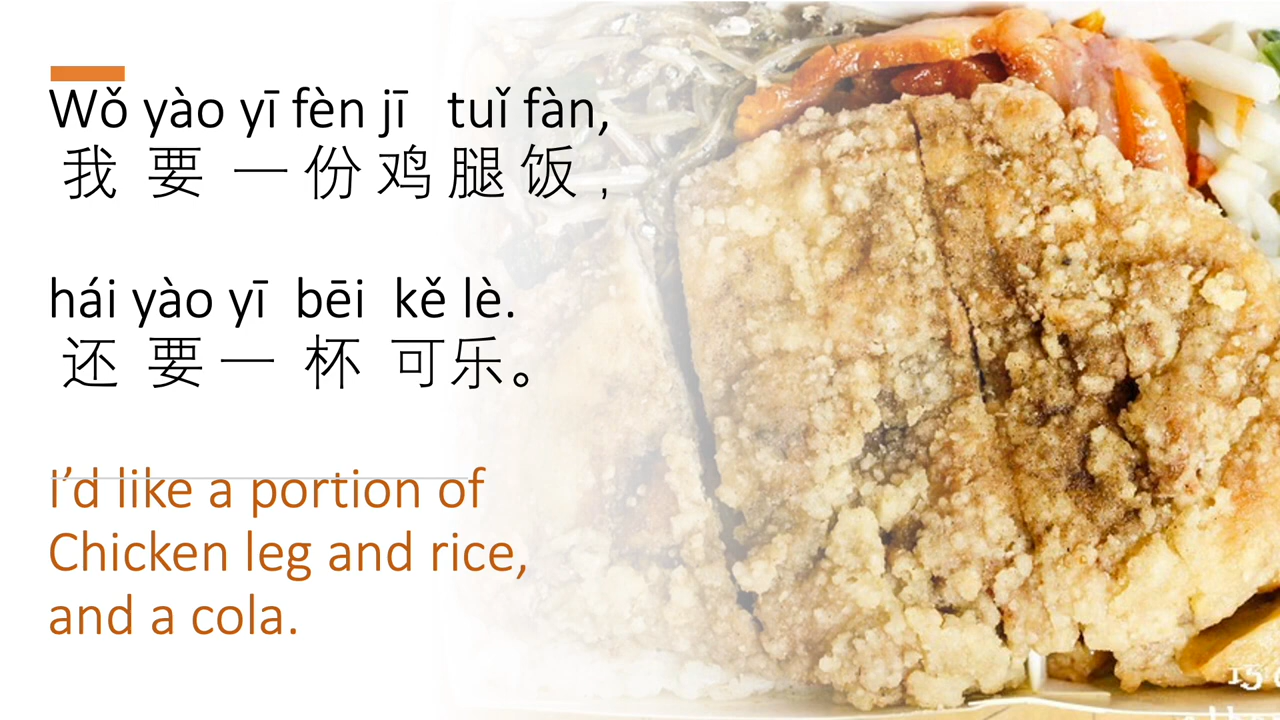 Wǒ yào yī fèn jī tuǐ fàn,
我 要 一 份 鸡 腿 饭 ,
hái yào yī bēi kě lè.
还 要 一 杯 可 乐。
I’d like a portion of
Chicken leg and rice,
and a cola.